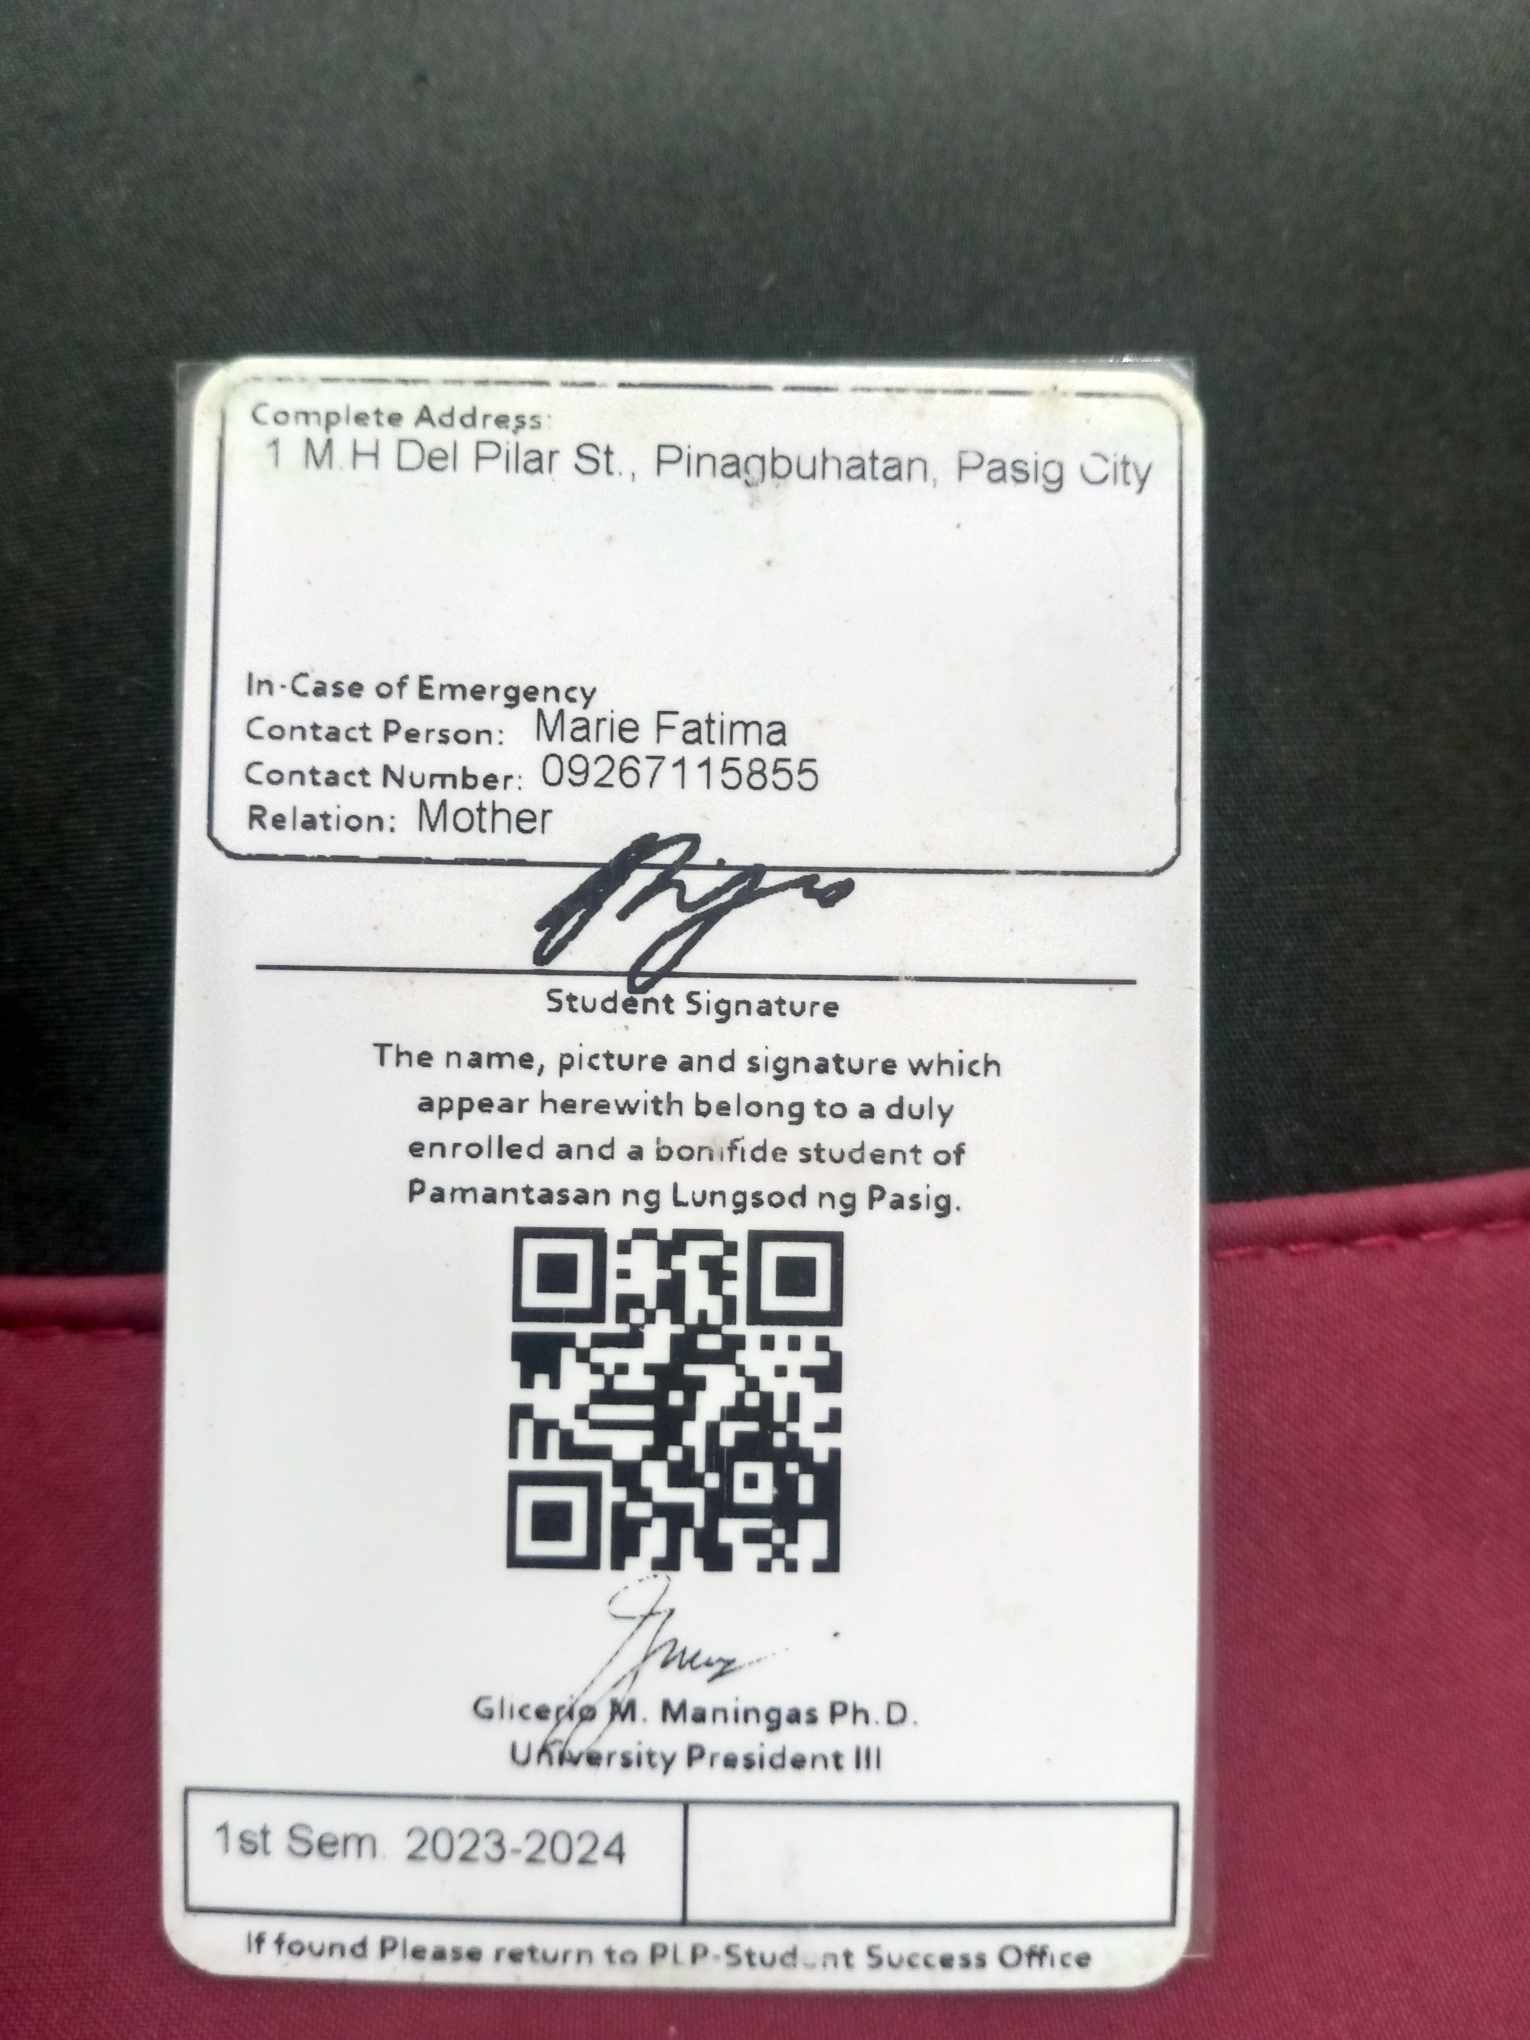 Complete Address:
1 M.H Del Pilar St., Pinagbuhatan, Pasig City
In-Case of Emergency
Contact Person: Marie Fatima
Contact Number: 09267115855
Relation: Mother
Student Signature
The name, picture and signature which
appear herewith belong to a duly
enrolled and a bonifide student of
Pamantasan ng Lungsod ng Pasig.
Glicerio M. Maningas Ph.D.
University President III
1st Sem. 2023-2024
If found Please return to PLP-Student Success Office